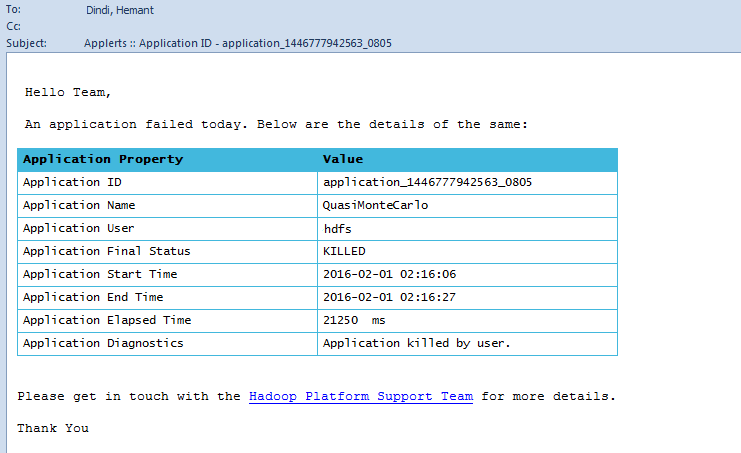 To: Dindi, Hemant
Cc:
Subject: Applerts :: Application ID - application_1446777942563_0805
Hello Team,
An application failed today. Below are the details of the same:
Application Property Value
Application ID application_1446777942563_0805
Application Name QuasiMonteCarlo
Application User hdfs
Application Final Status KILLED
Application Start Time 2016-02-01 02:16:06
Application End Time 2016-02-01 02:16:27
Application Elapsed Time 21250 ms
Application Diagnostics Application killed by user.
Please get in touch with the Hadoop Platform Support Team for more details.
Thank You